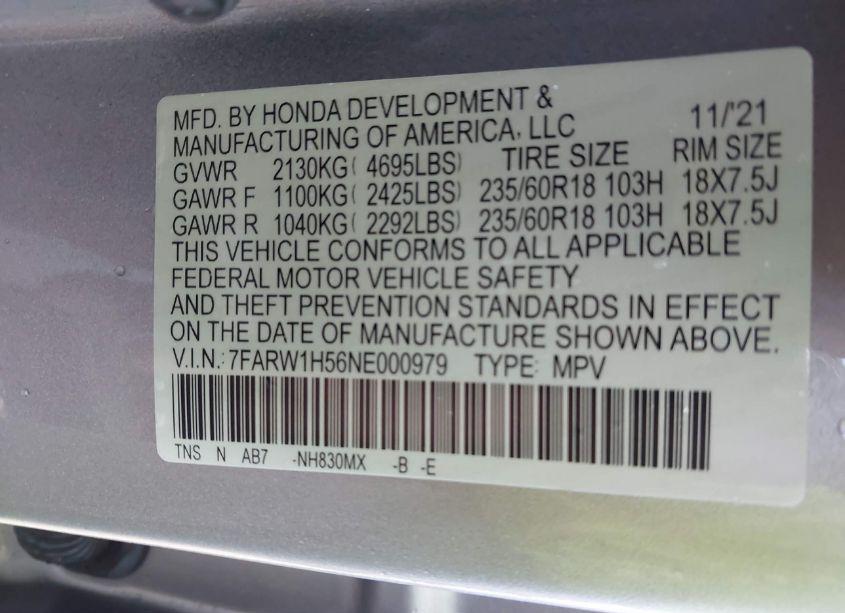 MFD. BY HONDA DEVELOPMENT & 11/'21
MANUFACTURING OF AMERICA, LLC
GVWR 2130KG( 4695LBS) TIRE SIZE RIM SIZE
GAWR F 1100KG( 2425LBS) 235/60R18 103H 18X7.5J
GAWR R 1040KG( 2292LBS) 235/60R18 103H 18X7.5J
THIS VEHICLE CONFORMS TO ALL APPLICABLE
FEDERAL MOTOR VEHICLE SAFETY
AND THEFT PREVENTION STANDARDS IN EFFECT
ON THE DATE OF MANUFACTURE SHOWN ABOVE.
V.I.N.:7FARW1H56NE000979 TYPE: MPV
TNS N AB7 -NH830MX -B -E